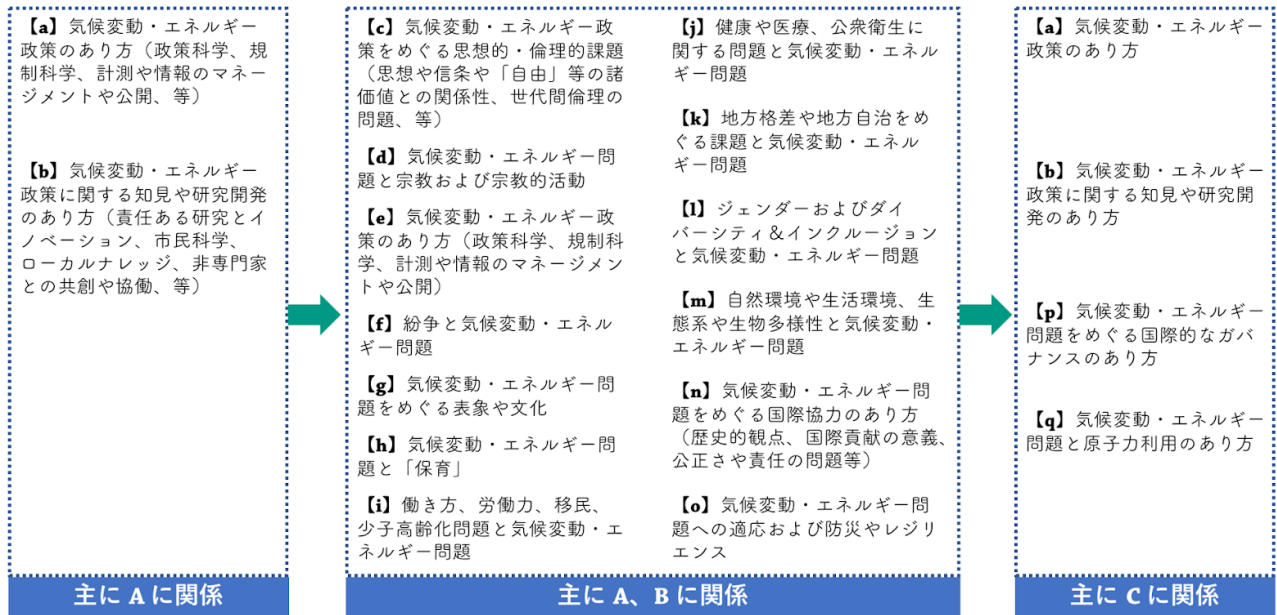 【a】気候変動・エネルギー
政策のあり方（政策科学、規
制科学、計測や情報のマネー
ジメントや公開、等）
【b】気候変動・エネルギー
政策に関する知見や研究開発
のあり方（責任ある研究とイ
ノベーション、市民科学、
ローカルナレッジ、非専門家
との共創や協働、等）
主に A に関係
【c】気候変動・エネルギー政
策をめぐる思想的・倫理的課題
（思想や信条や「自由」等の諸
価値との関係性、世代間倫理の
問題、等）
【d】気候変動・エネルギー問
題と宗教および宗教的活動
【e】気候変動・エネルギー政
策のあり方（政策科学、規制科
学、計測や情報のマネージメン
トや公開）
【f】紛争と気候変動・エネル
ギー問題
【g】気候変動・エネルギー問
題をめぐる表象や文化
【h】気候変動・エネルギー問
題と「保育」
【i】働き方、労働力、移民、
少子高齢化問題と気候変動・エ
ネルギー問題
【j】健康や医療、公衆衛生に
関する問題と気候変動・エネル
ギー問題
【k】地方格差や地方自治をめ
ぐる課題と気候変動・エネル
ギー問題
【l】ジェンダーおよびダイ
バーシティ＆インクルージョン
と気候変動・エネルギー問題
【m】自然環境や生活環境、生
態系や生物多様性と気候変動・
エネルギー問題
【n】気候変動・エネルギー問
題をめぐる国際協力のあり方
（歴史的観点、国際貢献の意義、
公正さや責任の問題等）
【o】気候変動・エネルギー問
題への適応および防災やレジリ
エンス
主に A、B に関係
【a】気候変動・エネルギー
政策のあり方
【b】気候変動・エネルギー
政策に関する知見や研究開
発のあり方
【p】気候変動・エネルギー
問題をめぐる国際的なガバ
ナンスのあり方
【q】気候変動・エネルギー
問題と原子力利用のあり方
主に C に関係